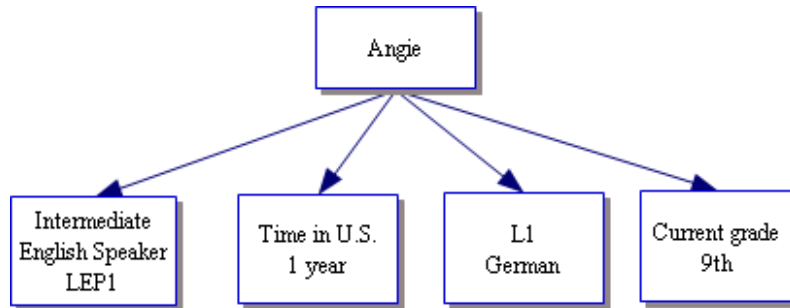 Angie
Intermediate
English Speaker
LEP1
Time in U.S.
1 year
L1
German
Current grade
9th